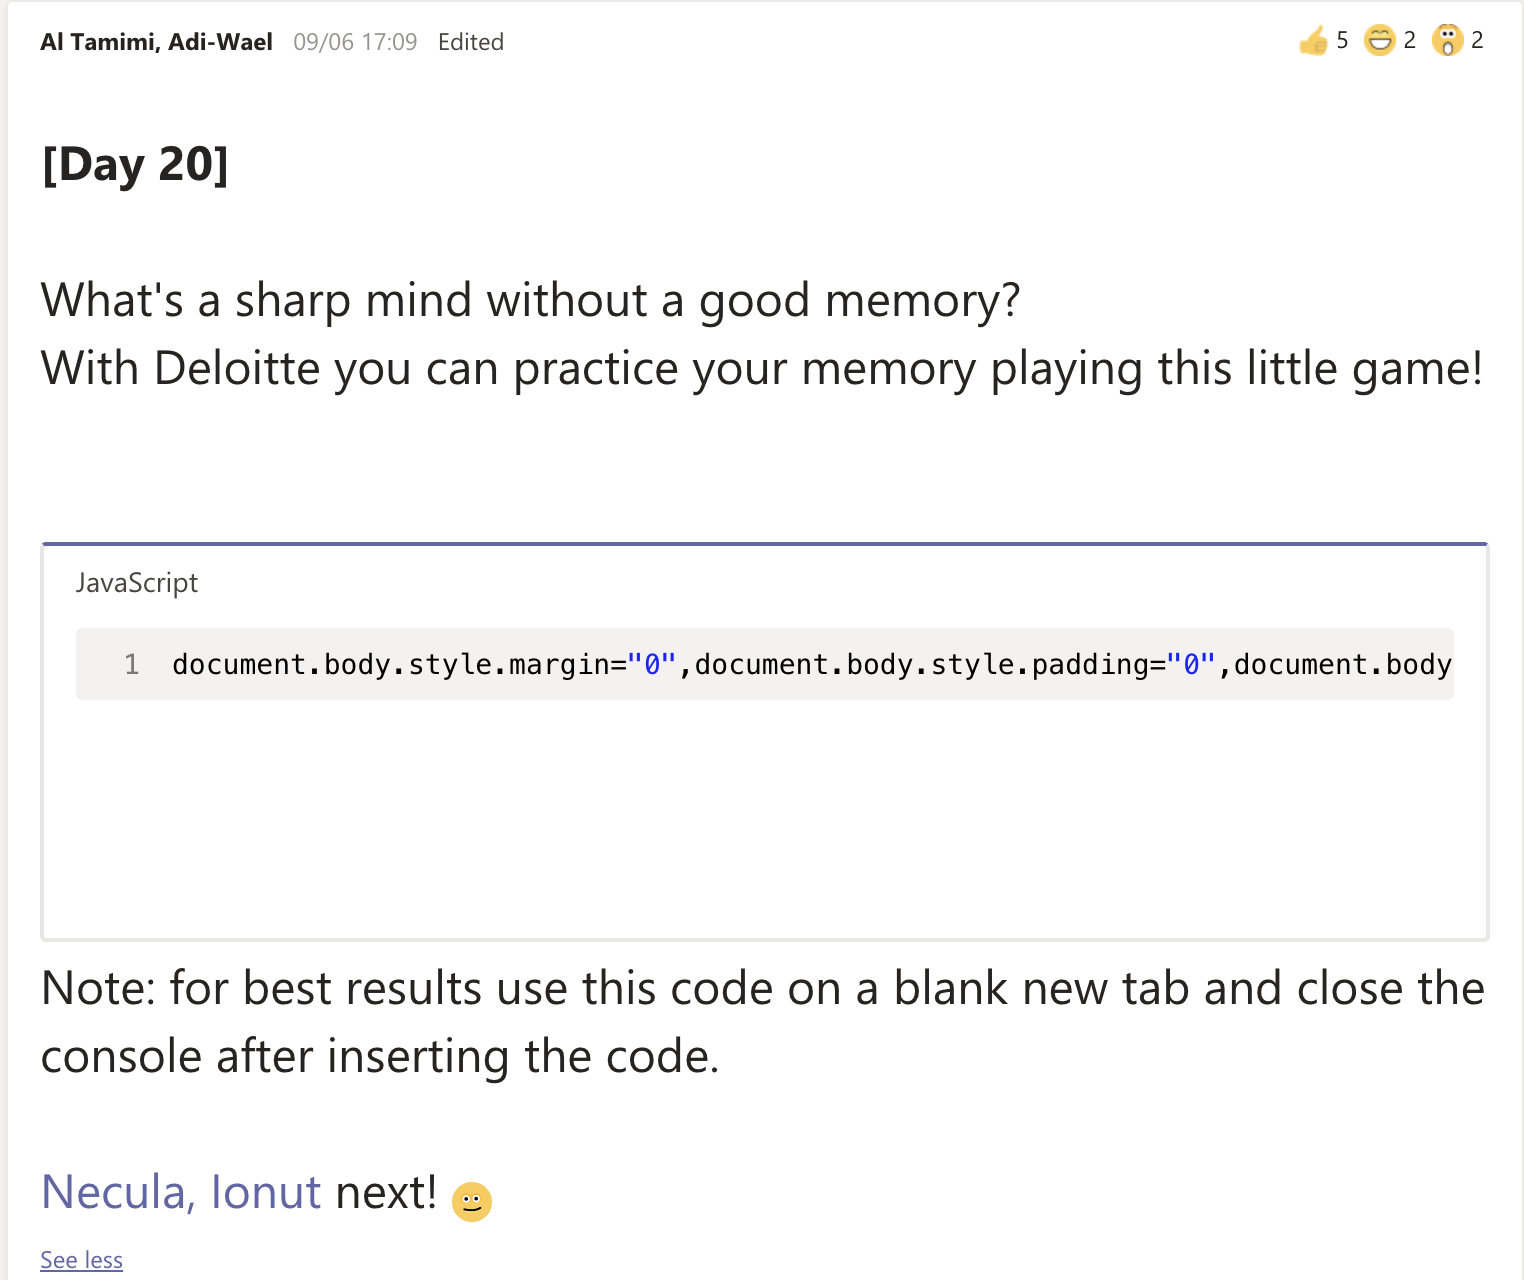 Al Tamimi, Adi-Wael 09/06 17:09 Edited 5 2 2
[Day 20]
What's a sharp mind without a good memory?
With Deloitte you can practice your memory playing this little game!
JavaScript
1 document.body.style.margin="0",document.body.style.padding="0",document.body
Note: for best results use this code on a blank new tab and close the
console after inserting the code.
Necula, Ionut next!
See less